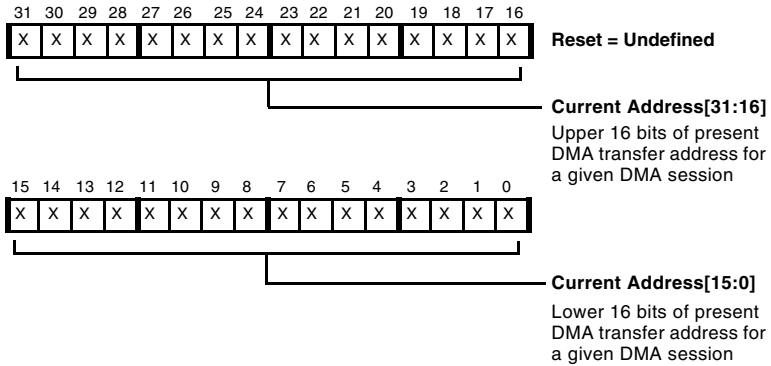 31 30 29 28 27 26 25 24 23 22 21 20 19 18 17 16
X X X X X X X X X X X X X X X X
Reset = Undefined
Current Address[31:16]
Upper 16 bits of present
DMA transfer address for
a given DMA session
15 14 13 12 11 10 9 8 7 6 5 4 3 2 1 0
X X X X X X X X X X X X X X X X
Current Address[15:0]
Lower 16 bits of present
DMA transfer address for
a given DMA session